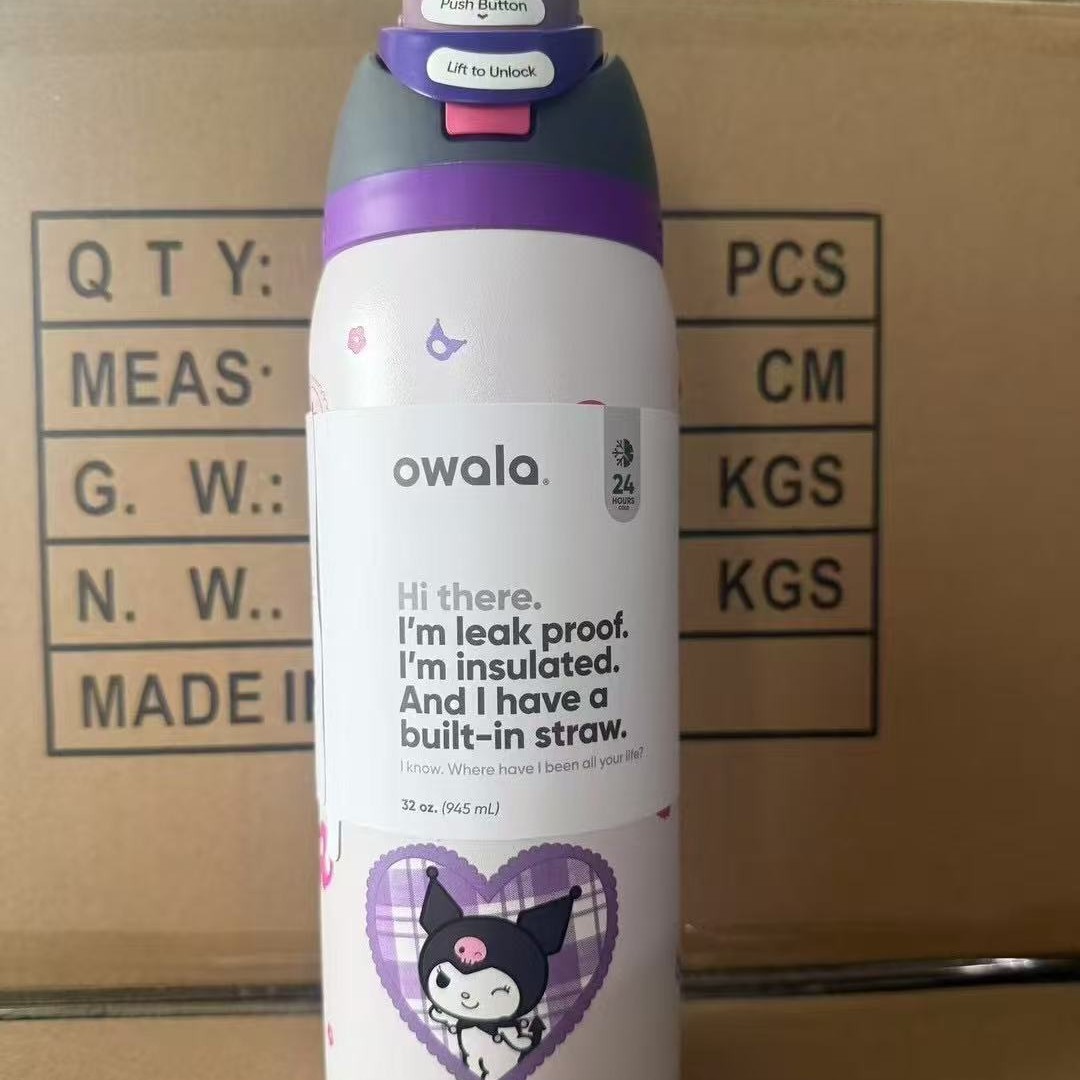 Push Button
Lift to Unlock
Q T Y: PCS
MEAS. CM
G. W.: KGS
N. W.. KGS
MADE I
owala®
24
HOURS
COLD
Hi there.
I'm leak proof.
I'm insulated.
And I have a
built-in straw.
I know. Where have I been all your life?
32 oz. (945 mL)